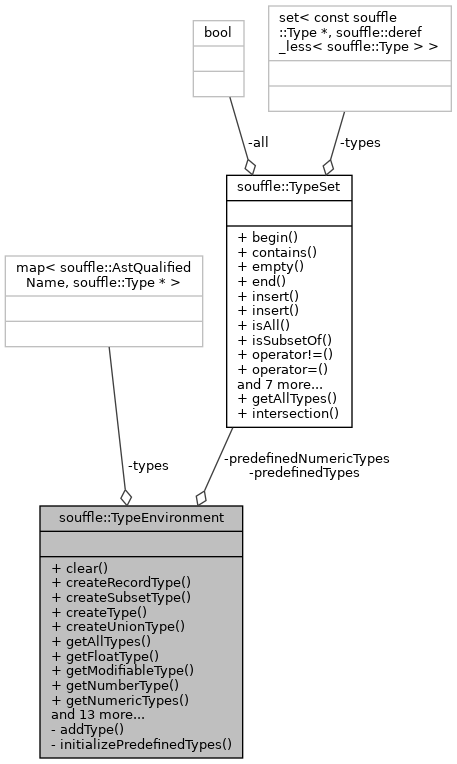 bool
set< const souffle
::Type *, souffle::deref
_less< souffle::Type > >
-all
-types
souffle::TypeSet
+ begin()
+ contains()
+ empty()
+ end()
+ insert()
+ insert()
+ isAll()
+ isSubsetOf()
+ operator!=()
+ operator=()
and 7 more...
+ getAllTypes()
+ intersection()
map< souffle::AstQualified
Name, souffle::Type * >
-types
-predefinedNumericTypes
-predefinedTypes
souffle::TypeEnvironment
+ clear()
+ createRecordType()
+ createSubsetType()
+ createType()
+ createUnionType()
+ getAllTypes()
+ getFloatType()
+ getModifiableType()
+ getNumberType()
+ getNumericTypes()
and 13 more...
- addType()
- initializePredefinedTypes()